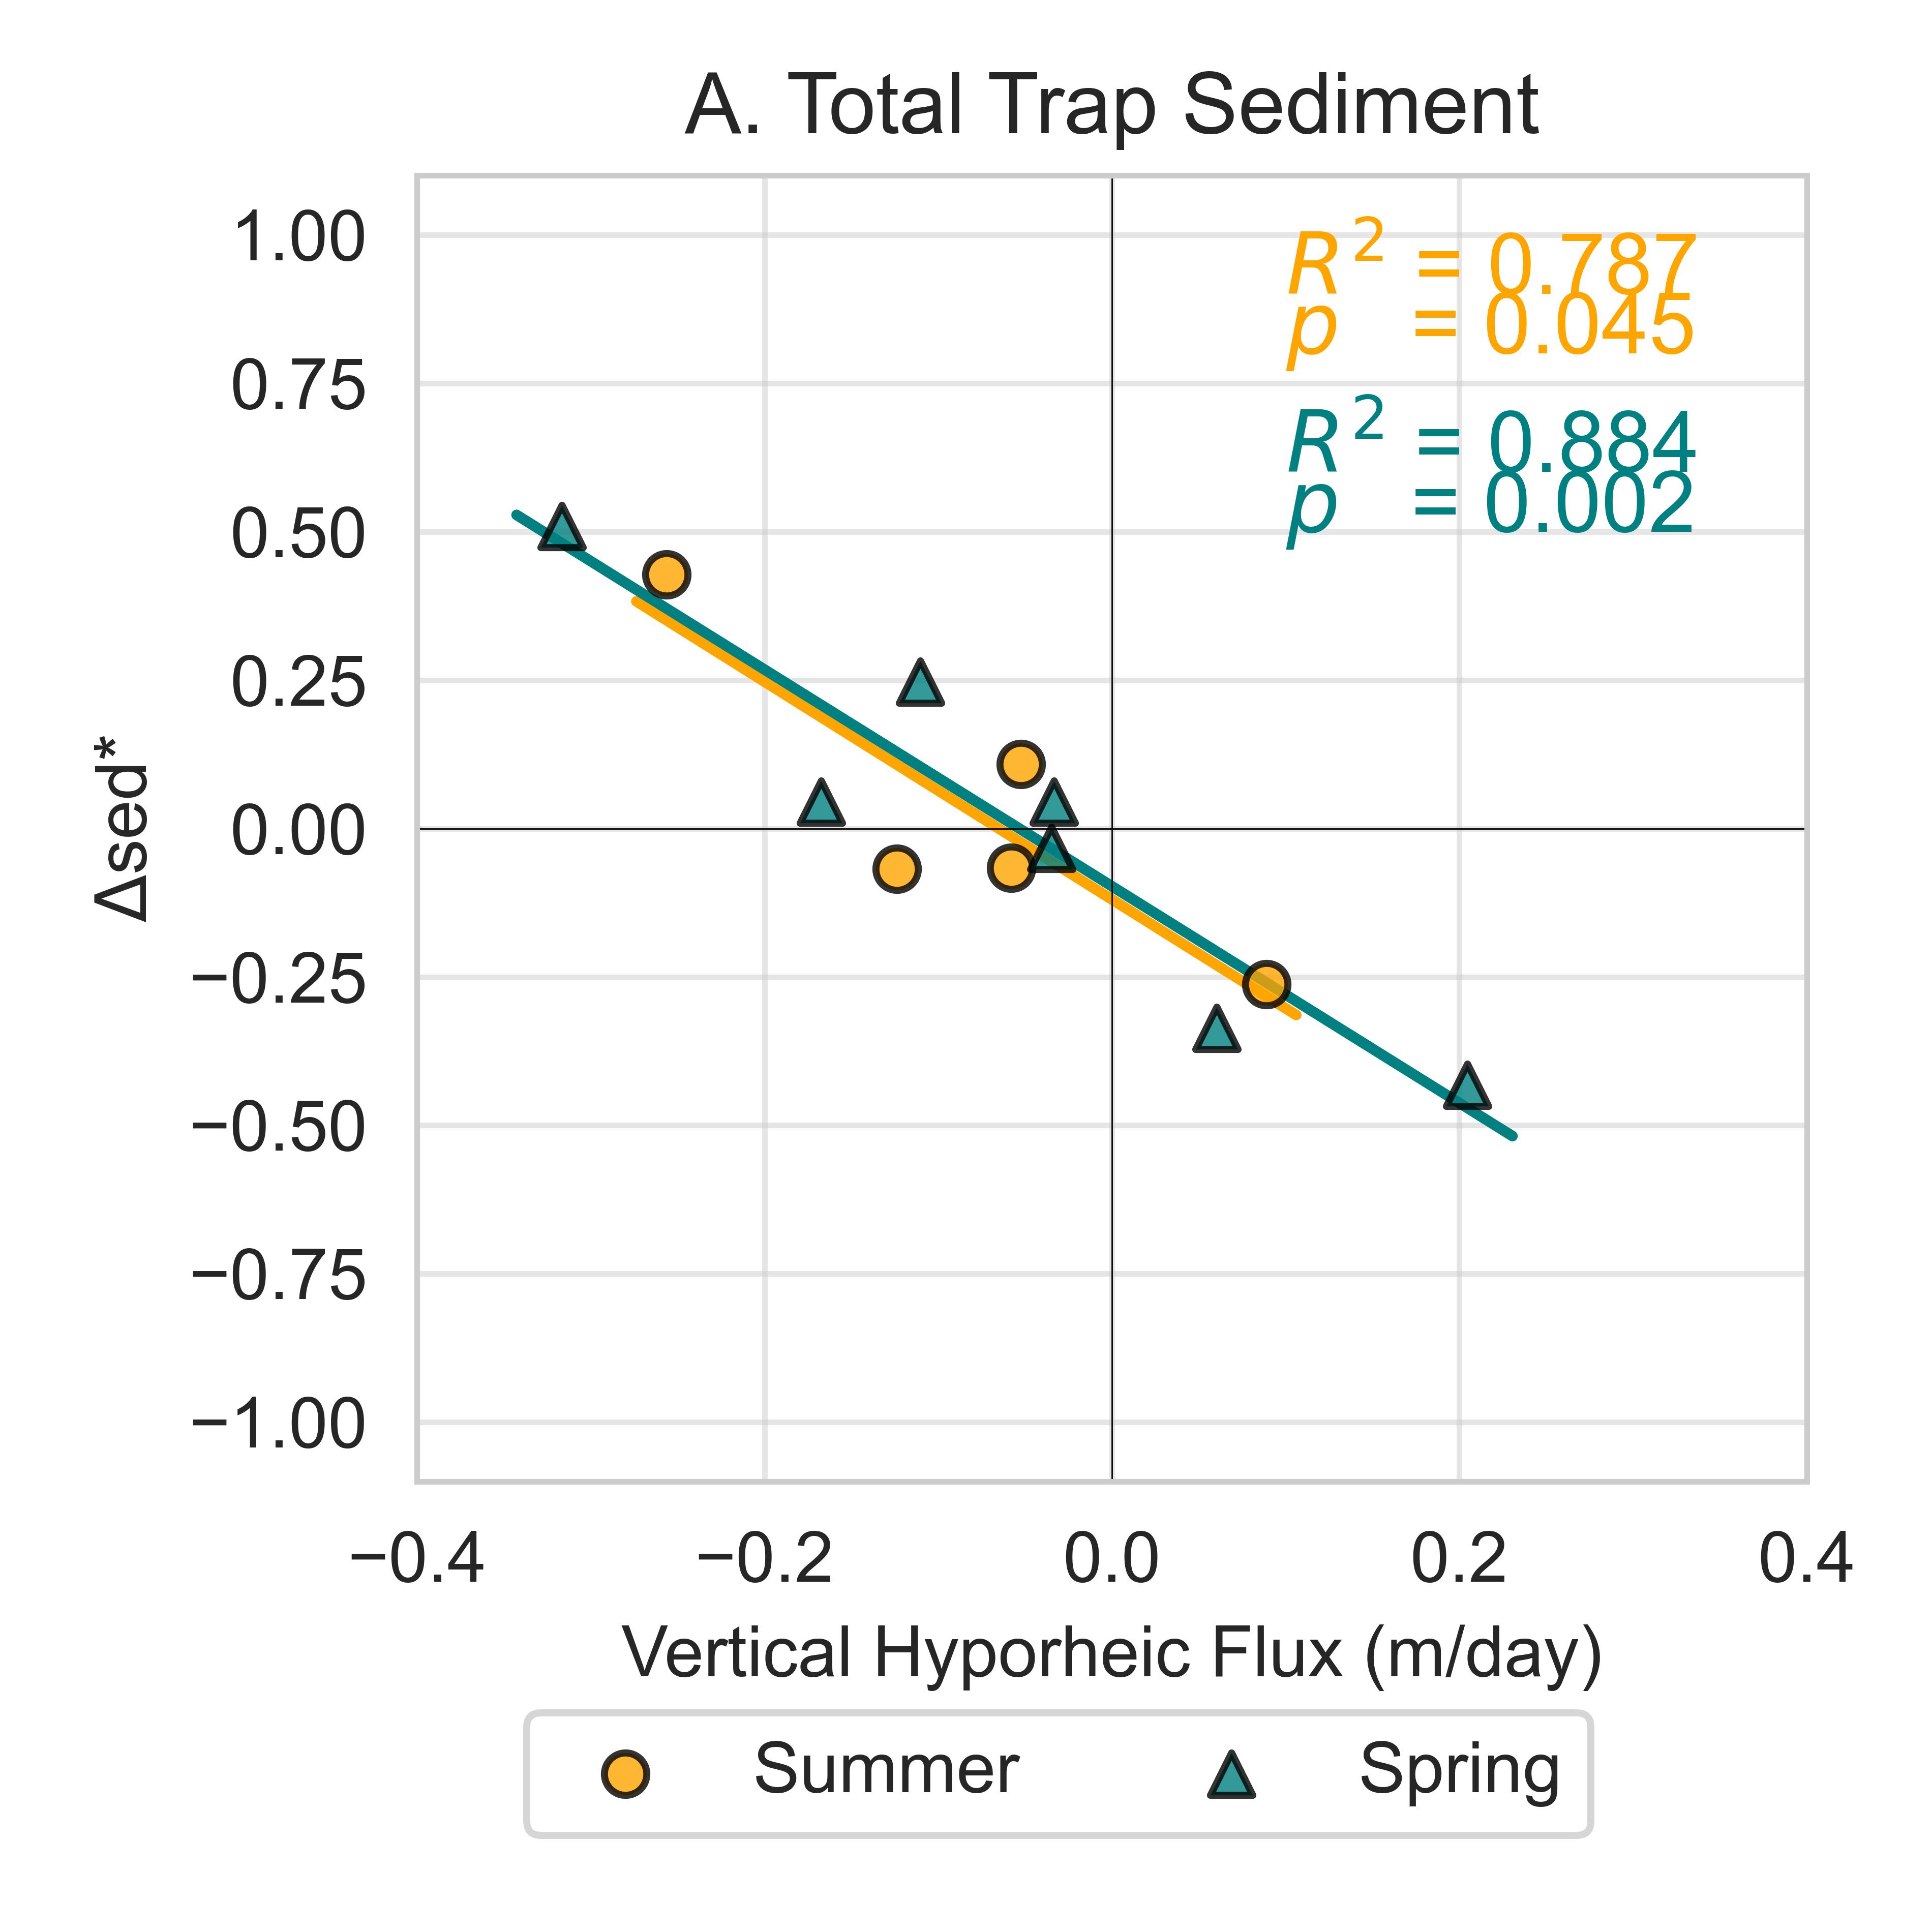 A. Total Trap Sediment
1.00
0.75
0.50
0.25
0.00
−0.25
−0.50
−0.75
−1.00
Δsed*
R² = 0.787
p = 0.045
R² = 0.884
p = 0.002
−0.4 −0.2 0.0 0.2 0.4
Vertical Hyporheic Flux (m/day)
Summer Spring